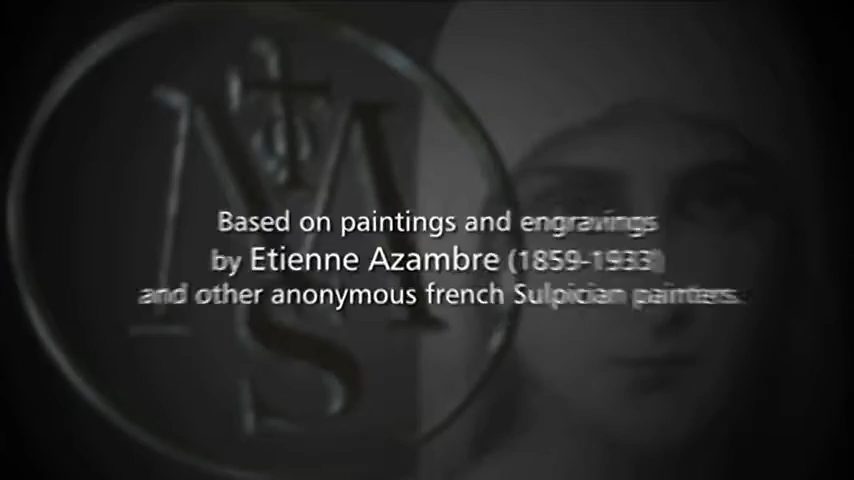 Based on paintings and engravings
by Etienne Azambre (1859-1933)
and other anonymous french Sulpician painters.